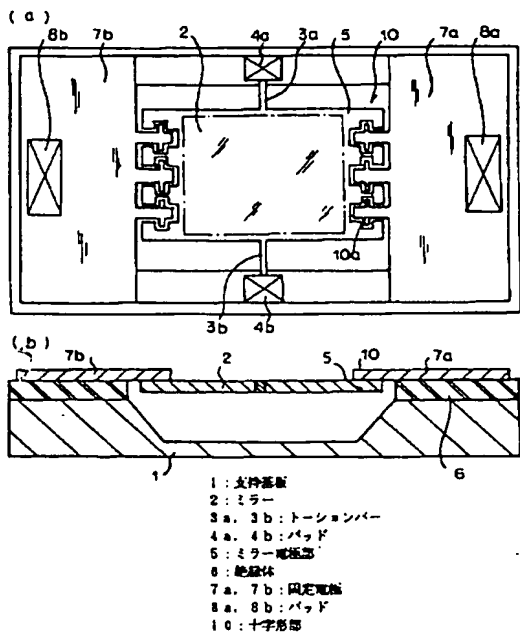 (a)
8b 7b 2 4a 3a 5 10 7a 8a
10a
3b 4b
(b)
7b 2 5 10 7a
1 6
1：支持基板
2：ミラー
3a，3b：トーションバー
4a，4b：パッド
5：ミラー電極部
6：絶縁体
7a，7b：固定電極
8a，8b：パッド
10：十字形部